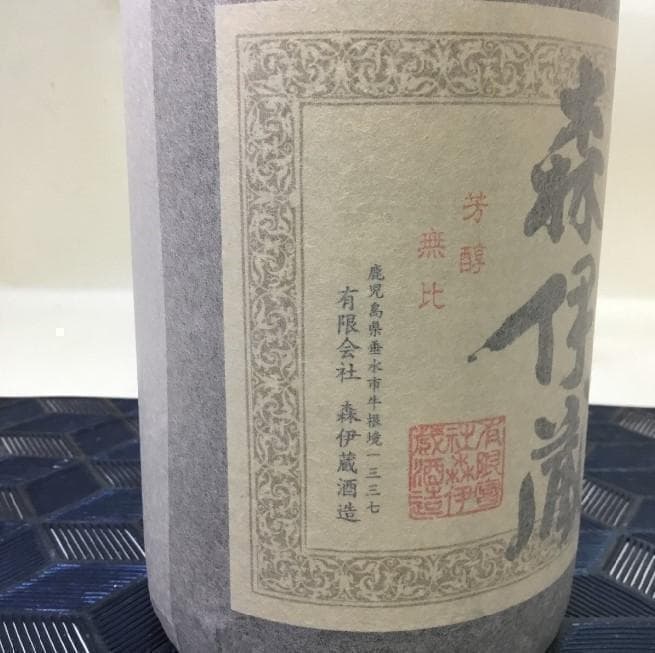 森伊蔵
芳醇
無比
鹿児島県垂水市牛根境一三三七
有限会社 森伊蔵酒造
有限會
社森伊
蔵酒造